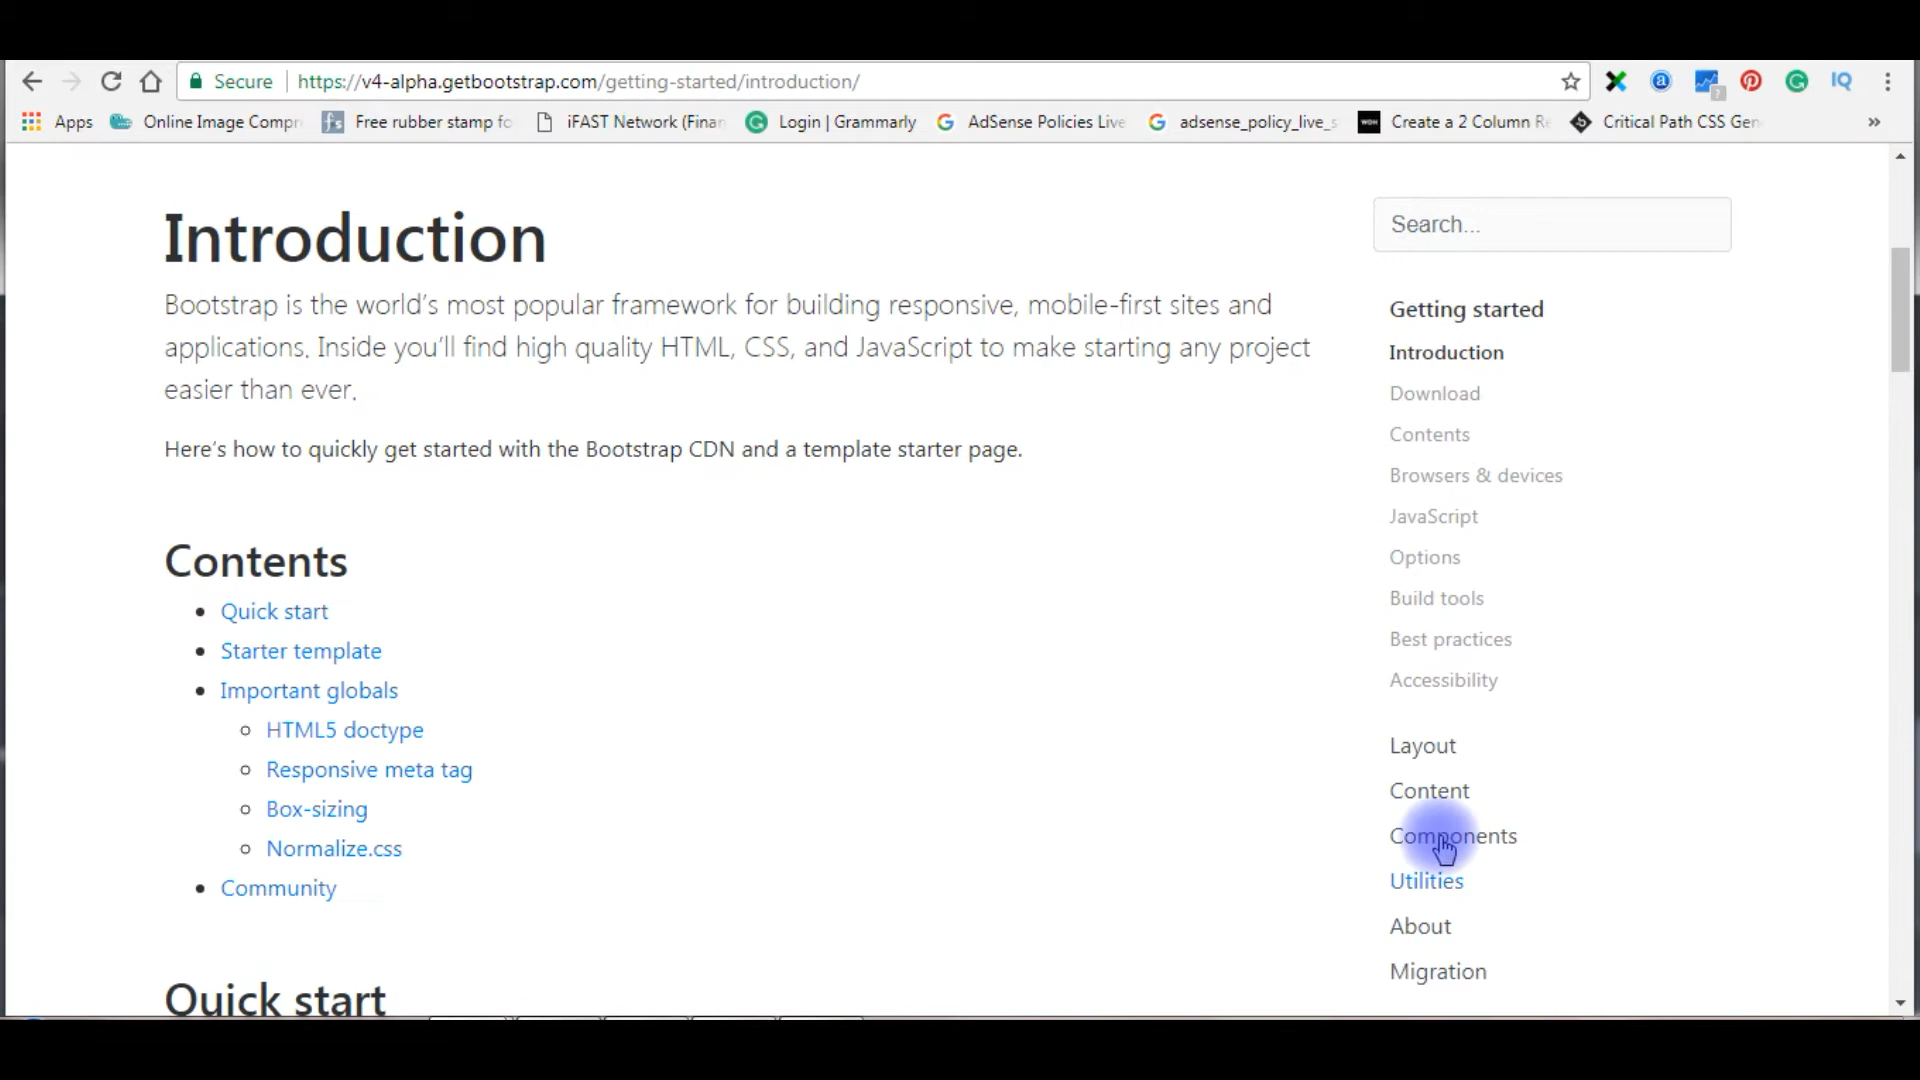 Secure https://v4-alpha.getbootstrap.com/getting-started/introduction/
Apps Online Image Compr Free rubber stamp fo iFAST Network (Finan Login | Grammarly AdSense Policies Live adsense_policy_live_s Create a 2 Column Re Critical Path CSS Gen »
Introduction
Search...
Bootstrap is the world's most popular framework for building responsive, mobile-first sites and
applications. Inside you'll find high quality HTML, CSS, and JavaScript to make starting any project
easier than ever.
Here's how to quickly get started with the Bootstrap CDN and a template starter page.
Contents
Quick start
Starter template
Important globals
HTML5 doctype
Responsive meta tag
Box-sizing
Normalize.css
Community
Quick start
Getting started
Introduction
Download
Contents
Browsers & devices
JavaScript
Options
Build tools
Best practices
Accessibility
Layout
Content
Components
Utilities
About
Migration